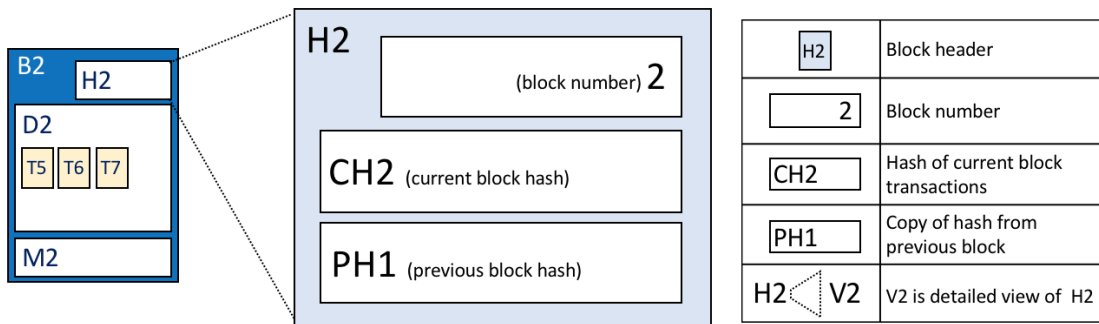 B2
H2
D2
T5 T6 T7
M2
H2
(block number) 2
CH2 (current block hash)
PH1 (previous block hash)
H2 Block header
2 Block number
CH2 Hash of current block
transactions
PH1 Copy of hash from
previous block
H2 V2 V2 is detailed view of H2